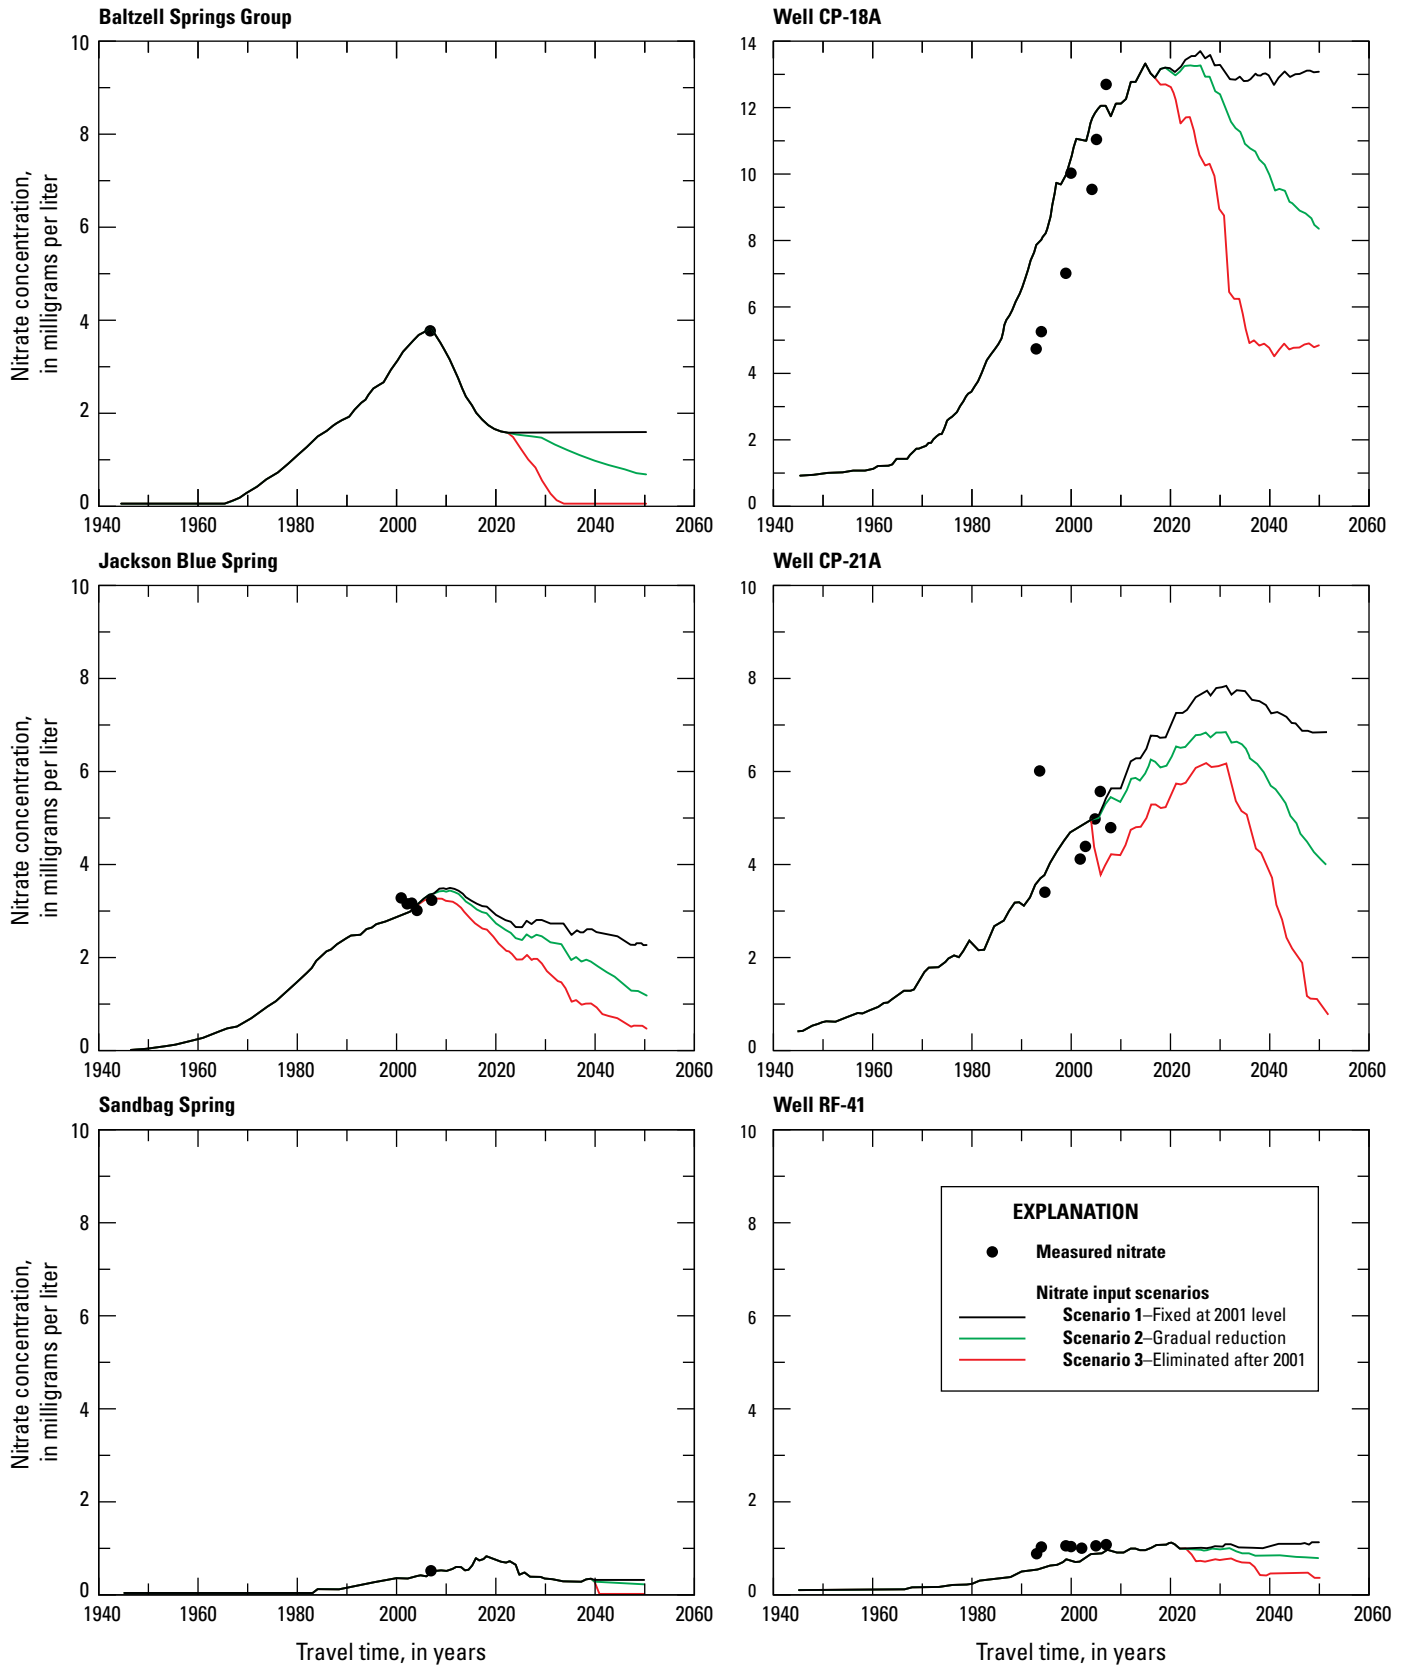 Baltzell Springs Group
10
8
6
4
2
0
1940 1960 1980 2000 2020 2040 2060
Nitrate concentration,
in milligrams per liter
Well CP-18A
14
12
10
8
6
4
2
0
1940 1960 1980 2000 2020 2040 2060
Jackson Blue Spring
10
8
6
4
2
0
1940 1960 1980 2000 2020 2040 2060
Nitrate concentration,
in milligrams per liter
Well CP-21A
10
8
6
4
2
0
1940 1960 1980 2000 2020 2040 2060
Sandbag Spring
10
8
6
4
2
0
1940 1960 1980 2000 2020 2040 2060
Nitrate concentration,
in milligrams per liter
Travel time, in years
Well RF-41
10
8
6
4
2
0
1940 1960 1980 2000 2020 2040 2060
Travel time, in years
EXPLANATION
Measured nitrate
Nitrate input scenarios
Scenario 1–Fixed at 2001 level
Scenario 2–Gradual reduction
Scenario 3–Eliminated after 2001